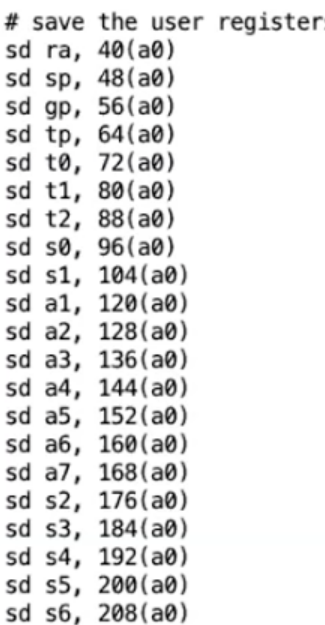 # save the user registers
sd ra, 40(a0)
sd sp, 48(a0)
sd gp, 56(a0)
sd tp, 64(a0)
sd t0, 72(a0)
sd t1, 80(a0)
sd t2, 88(a0)
sd s0, 96(a0)
sd s1, 104(a0)
sd a1, 120(a0)
sd a2, 128(a0)
sd a3, 136(a0)
sd a4, 144(a0)
sd a5, 152(a0)
sd a6, 160(a0)
sd a7, 168(a0)
sd s2, 176(a0)
sd s3, 184(a0)
sd s4, 192(a0)
sd s5, 200(a0)
sd s6, 208(a0)